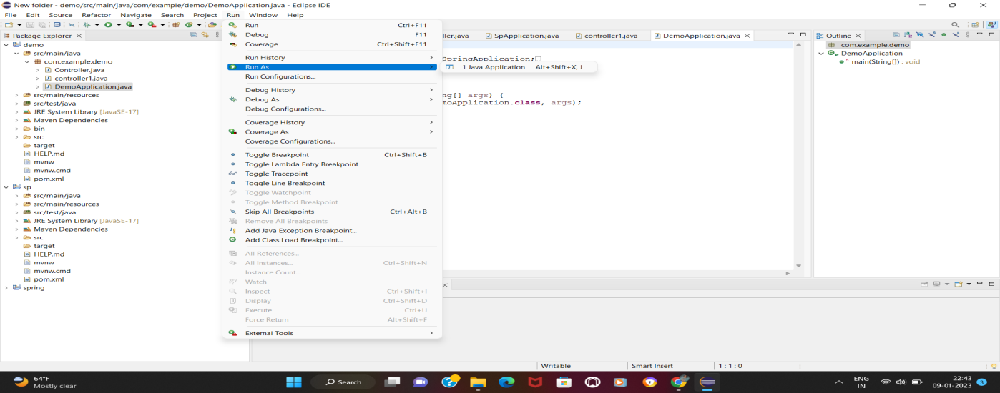 New folder - demo/src/main/java/com/example/demo/DemoApplication.java - Eclipse IDE
File Edit Source Refactor Navigate Search Project Run Window Help
Package Explorer
demo
src/main/java
com.example.demo
Controller.java
controller1.java
DemoApplication.java
src/main/resources
src/test/java
JRE System Library [JavaSE-17]
Maven Dependencies
bin
src
target
HELP.md
mvnw
mvnw.cmd
pom.xml
sp
src/main/java
src/main/resources
src/test/java
JRE System Library [JavaSE-17]
Maven Dependencies
src
target
HELP.md
mvnw
mvnw.cmd
pom.xml
spring
Run Ctrl+F11
Debug F11
Coverage Ctrl+Shift+F11
Run History
Run As
Run Configurations...
Debug History
Debug As
Debug Configurations...
Coverage History
Coverage As
Coverage Configurations...
Toggle Breakpoint Ctrl+Shift+B
Toggle Lambda Entry Breakpoint
Toggle Tracepoint
Toggle Line Breakpoint
Toggle Watchpoint
Toggle Method Breakpoint
Skip All Breakpoints Ctrl+Alt+B
Remove All Breakpoints
Add Java Exception Breakpoint...
Add Class Load Breakpoint...
All References...
All Instances... Ctrl+Shift+N
Instance Count...
Watch
Inspect Ctrl+Shift+I
Display Ctrl+Shift+D
Execute Ctrl+U
Force Return Alt+Shift+F
External Tools
1 Java Application Alt+Shift+X, J
ller.java SpApplication.java controller1.java DemoApplication.java
SpringApplication;
ng[] args) {
moApplication.class, args);
Outline
com.example.demo
DemoApplication
main(String[]) : void
Writable Smart Insert 1 : 1 : 0
64°F
Mostly clear
Search
ENG
IN
22:43
09-01-2023
3